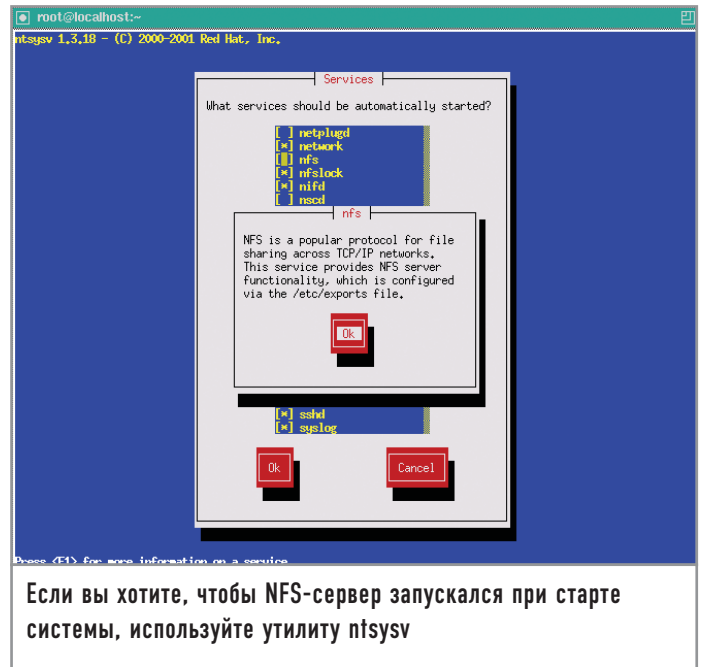 root@localhost:~
ntsysv 1.3.18 - (C) 2000-2001 Red Hat, Inc.
Services
What services should be automatically started?
[ ] netplugd
[*] network
[ ] nfs
[*] nfslock
[*] nifd
[ ] nscd
nfs
NFS is a popular protocol for file
sharing across TCP/IP networks.
This service provides NFS server
functionality, which is configured
via the /etc/exports file.
Ok
[*] sshd
[*] syslog
Ok Cancel
Press <F1> for more information on a service
Если вы хотите, чтобы NFS-сервер запускался при старте
системы, используйте утилиту ntsysv